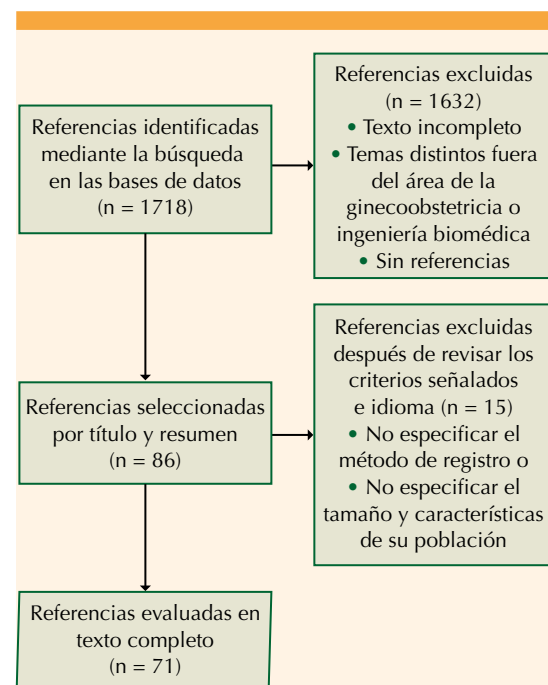 Referencias identificadas
mediante la búsqueda
en las bases de datos
(n = 1718)
Referencias excluidas
(n = 1632)
• Texto incompleto
• Temas distintos fuera
del área de la
ginecoobstetricia o
ingeniería biomédica
• Sin referencias
Referencias seleccionadas
por título y resumen
(n = 86)
Referencias excluidas
después de revisar los
criterios señalados
e idioma (n = 15)
• No especificar el
método de registro o
• No especificar el
tamaño y características
de su población
Referencias evaluadas en
texto completo
(n = 71)